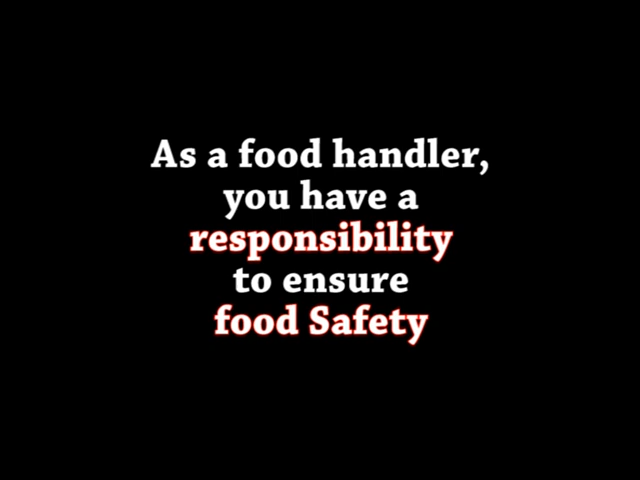 As a food handler,
you have a
responsibility
to ensure
food Safety